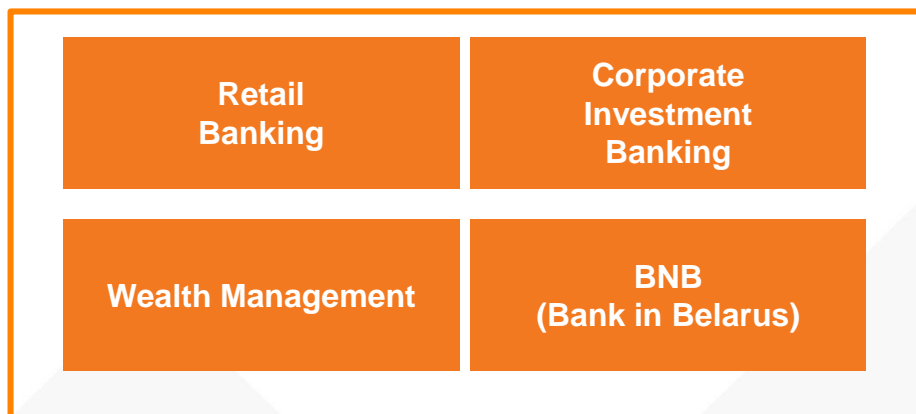 Retail
Banking
Corporate
Investment
Banking
Wealth Management
BNB
(Bank in Belarus)